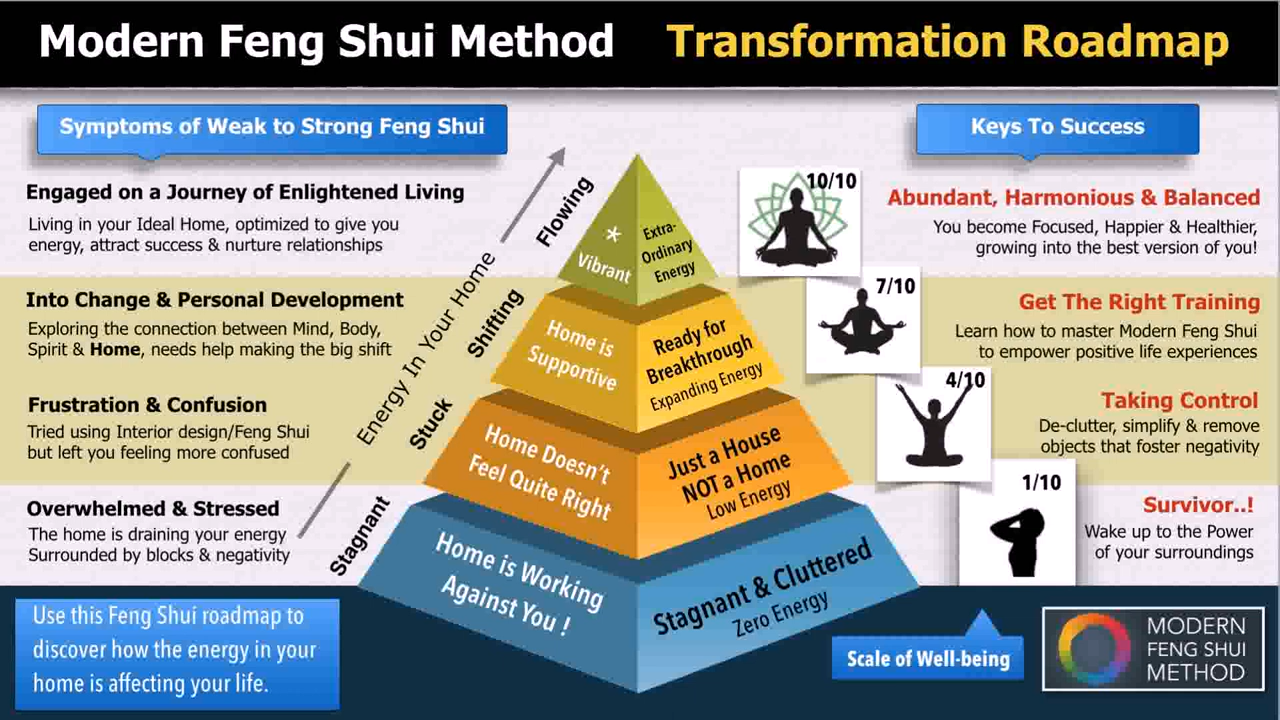 Modern Feng Shui Method Transformation Roadmap
Symptoms of Weak to Strong Feng Shui
Engaged on a Journey of Enlightened Living
Living in your Ideal Home, optimized to give you
energy, attract success & nurture relationships
Into Change & Personal Development
Exploring the connection between Mind, Body,
Spirit & Home, needs help making the big shift
Frustration & Confusion
Tried using Interior design/Feng Shui
but left you feeling more confused
Overwhelmed & Stressed
The home is draining your energy
Surrounded by blocks & negativity
Energy In Your Home
Flowing
Shifting
Stuck
Stagnant
*
Vibrant
Extra-
Ordinary
Energy
Home is
Supportive
Ready for
Breakthrough
Expanding Energy
Home Doesn't
Feel Quite Right
Just a House
NOT a Home
Low Energy
Home is Working
Against You !
Stagnant & Cluttered
Zero Energy
10/10
7/10
4/10
1/10
Keys To Success
Abundant, Harmonious & Balanced
You become Focused, Happier & Healthier,
growing into the best version of you!
Get The Right Training
Learn how to master Modern Feng Shui
to empower positive life experiences
Taking Control
De-clutter, simplify & remove
objects that foster negativity
Survivor..!
Wake up to the Power
of your surroundings
Use this Feng Shui roadmap to
discover how the energy in your
home is affecting your life.
Scale of Well-being
MODERN
FENG SHUI
METHOD